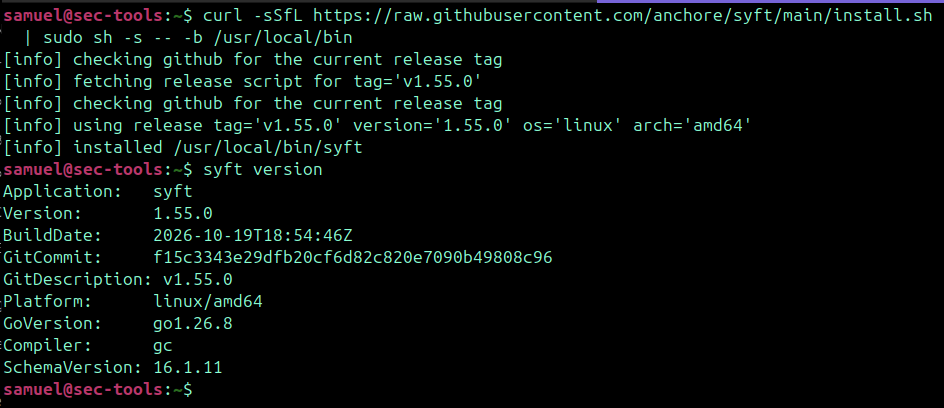 samuel@sec-tools:~$ curl -sSfL https://raw.githubusercontent.com/anchore/syft/main/install.sh
| sudo sh -s -- -b /usr/local/bin
[info] checking github for the current release tag
[info] fetching release script for tag='v1.55.0'
[info] checking github for the current release tag
[info] using release tag='v1.55.0' version='1.55.0' os='linux' arch='amd64'
[info] installed /usr/local/bin/syft
samuel@sec-tools:~$ syft version
Application:   syft
Version:       1.55.0
BuildDate:     2026-10-19T18:54:46Z
GitCommit:     f15c3343e29dfb20cf6d82c820e7090b49808c96
GitDescription: v1.55.0
Platform:      linux/amd64
GoVersion:     go1.26.8
Compiler:      gc
SchemaVersion: 16.1.11
samuel@sec-tools:~$